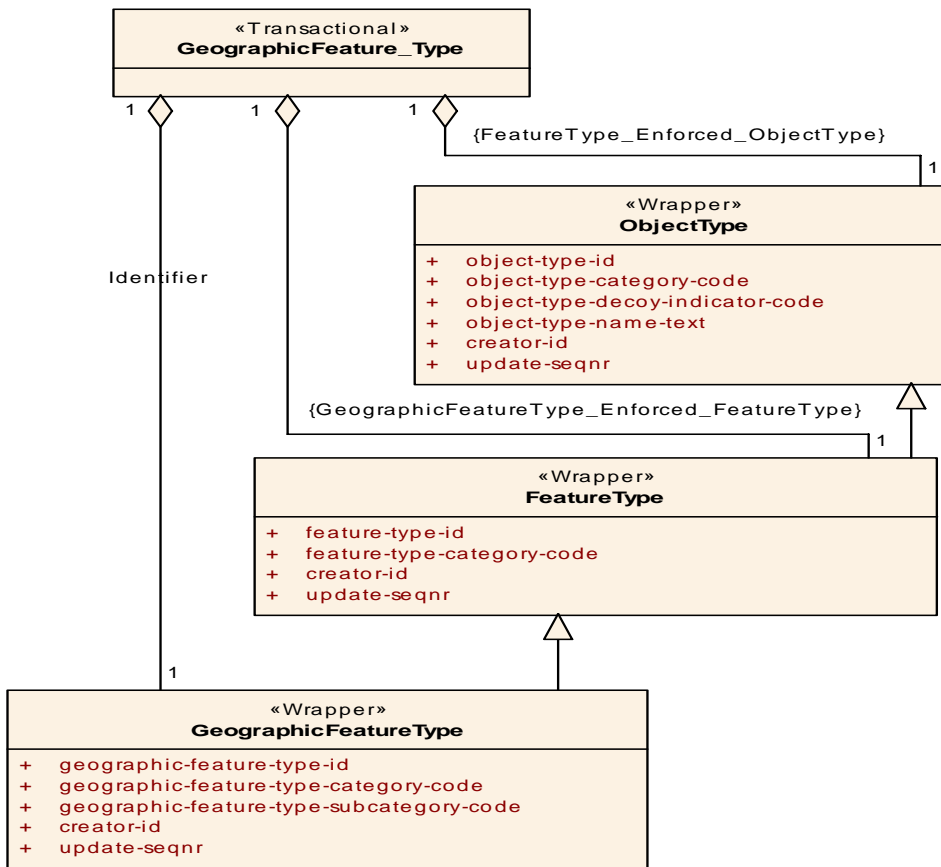 «Transactional»
GeographicFeature_Type
1 1 1
{FeatureType_Enforced_ObjectType}
1
«Wrapper»
ObjectType
+ object-type-id
+ object-type-category-code
+ object-type-decoy-indicator-code
+ object-type-name-text
+ creator-id
+ update-seqnr
Identifier
{GeographicFeatureType_Enforced_FeatureType}
1
«Wrapper»
FeatureType
+ feature-type-id
+ feature-type-category-code
+ creator-id
+ update-seqnr
1
«Wrapper»
GeographicFeatureType
+ geographic-feature-type-id
+ geographic-feature-type-category-code
+ geographic-feature-type-subcategory-code
+ creator-id
+ update-seqnr